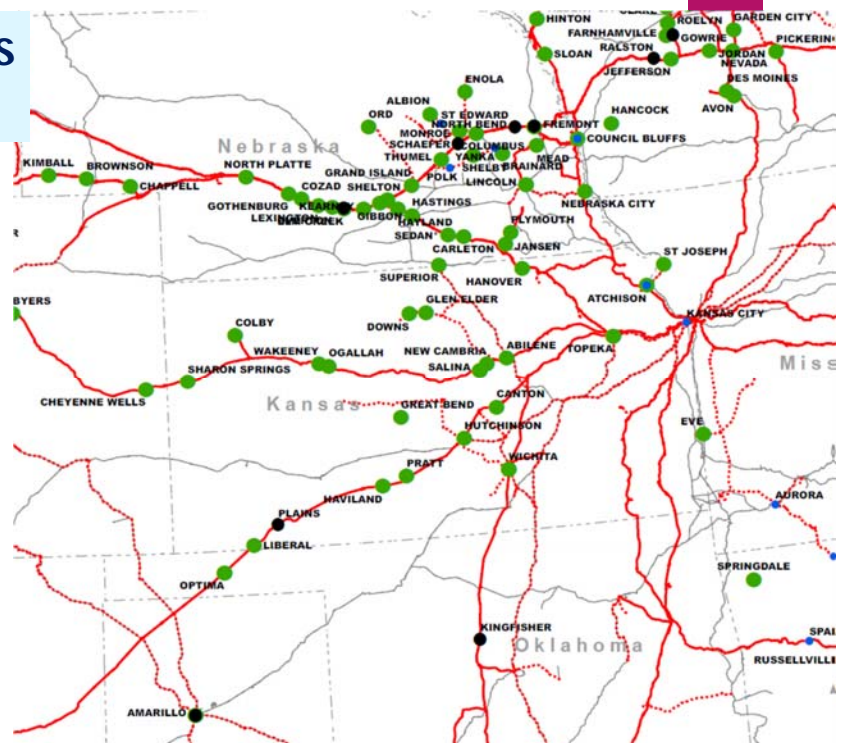 s
HINTON
ROELYN
GARDEN CITY
FARNHAMVILLE
GOWRIE
PICKERIN
RALSTON
JORDAN
SLOAN
JEFFERSON
NEVADA
DES MOINES
ENOLA
ALBION
AVON
ORD
ST EDWARD
HANCOCK
NORTH BEND
FREMONT
MONROE
SCHAEFER
COLUMBUS
COUNCIL BLUFFS
Nebraska
THUMEL
YANKA
MEAD
SHELBY
BRAINARD
KIMBALL
BROWNSON
NORTH PLATTE
GRAND ISLAND
POLK
LINCOLN
CHAPPELL
COZAD
SHELTON
NEBRASKA CITY
GOTHENBURG
HASTINGS
LEXINGTON
GIBBON
HAYLAND
PLYMOUTH
SEDAN
CARLETON
JANSEN
ST JOSEPH
SUPERIOR
HANOVER
BYERS
GLEN ELDER
ATCHISON
COLBY
DOWNS
KANSAS CITY
WAKEENEY
OGALLAH
NEW CAMBRIA
ABILENE
TOPEKA
SHARON SPRINGS
SALINA
Miss
CHEYENNE WELLS
CANTON
Kansas
GREAT BEND
HUTCHINSON
EVE
PRATT
WICHITA
HAVILAND
AURORA
PLAINS
LIBERAL
SPRINGDALE
OPTIMA
KINGFISHER
Oklahoma
SPAI
RUSSELLVILL
AMARILLO